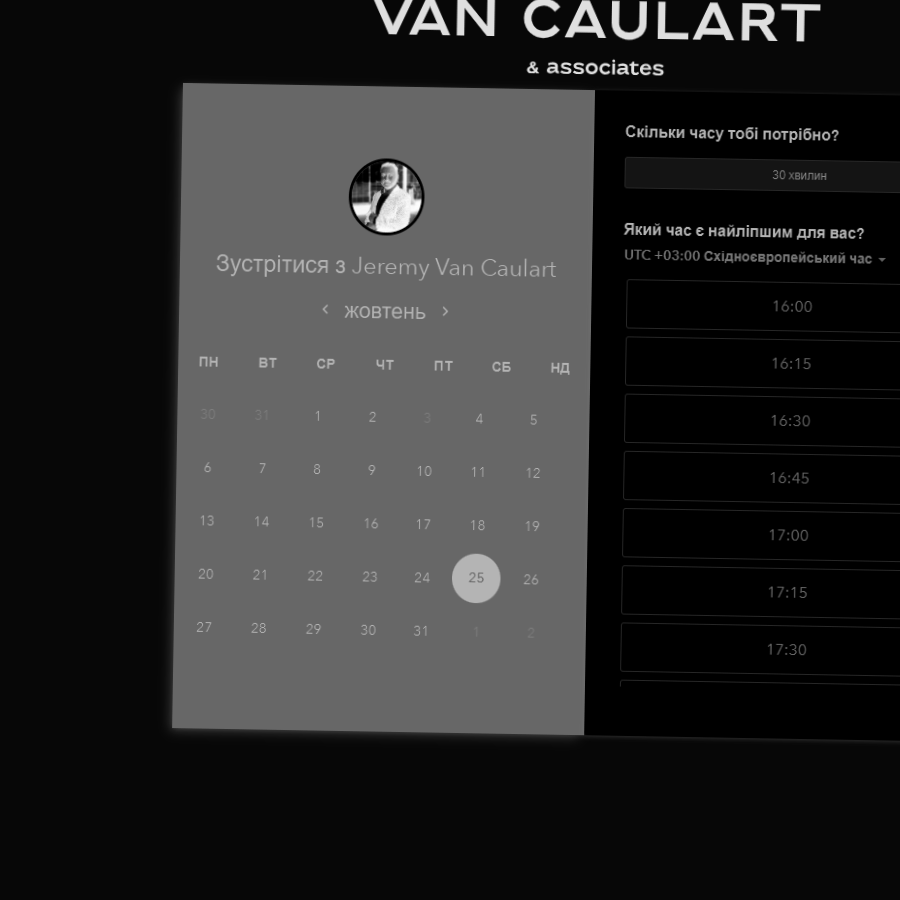 VAN CAULART
& associates
Зустрітися з Jeremy Van Caulart
жовтень
ПН ВТ СР ЧТ ПТ СБ НД
30 31 1 2 3 4 5
6 7 8 9 10 11 12
13 14 15 16 17 18 19
20 21 22 23 24 25 26
27 28 29 30 31 1 2
Скільки часу тобі потрібно?
30 хвилин
Який час є найліпшим для вас?
UTC +03:00 Східноєвропейський час
16:00
16:15
16:30
16:45
17:00
17:15
17:30